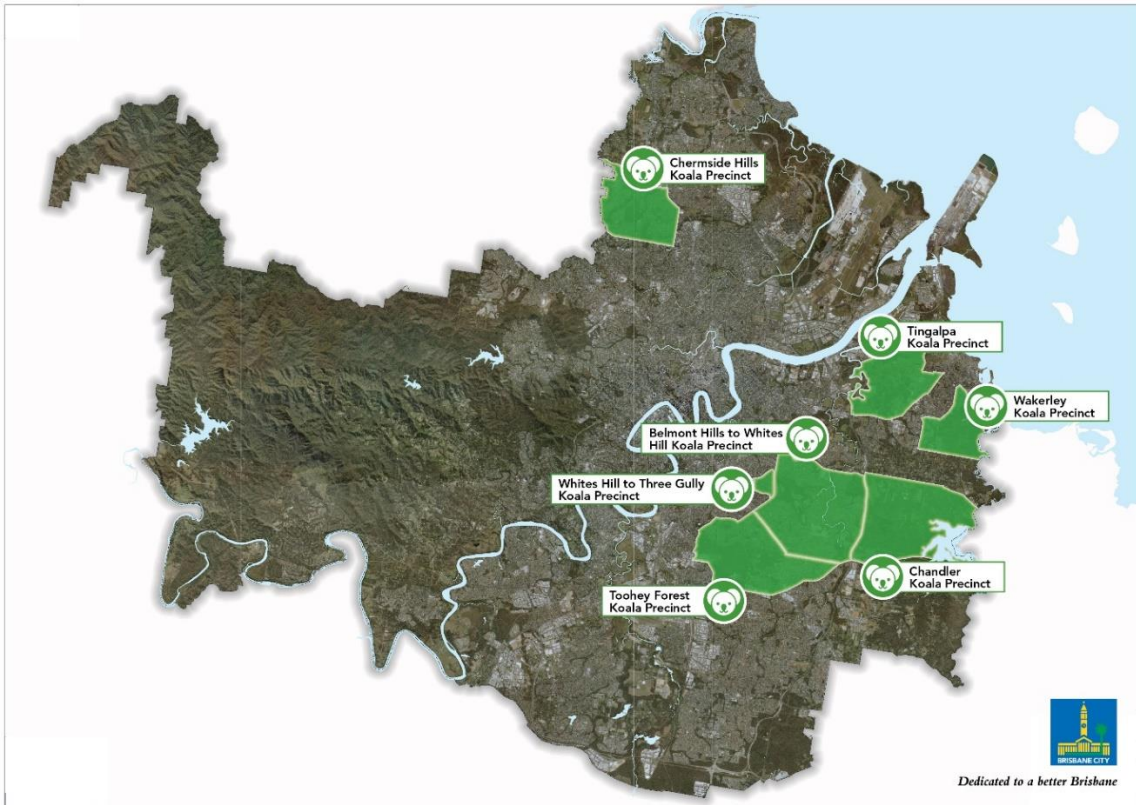 Chermside Hills
Koala Precinct
Tingalpa
Koala Precinct
Wakerley
Koala Precinct
Belmont Hills to Whites
Hill Koala Precinct
Whites Hill to Three Gully
Koala Precinct
Chandler
Koala Precinct
Toohey Forest
Koala Precinct
BRISBANE CITY
Dedicated to a better Brisbane